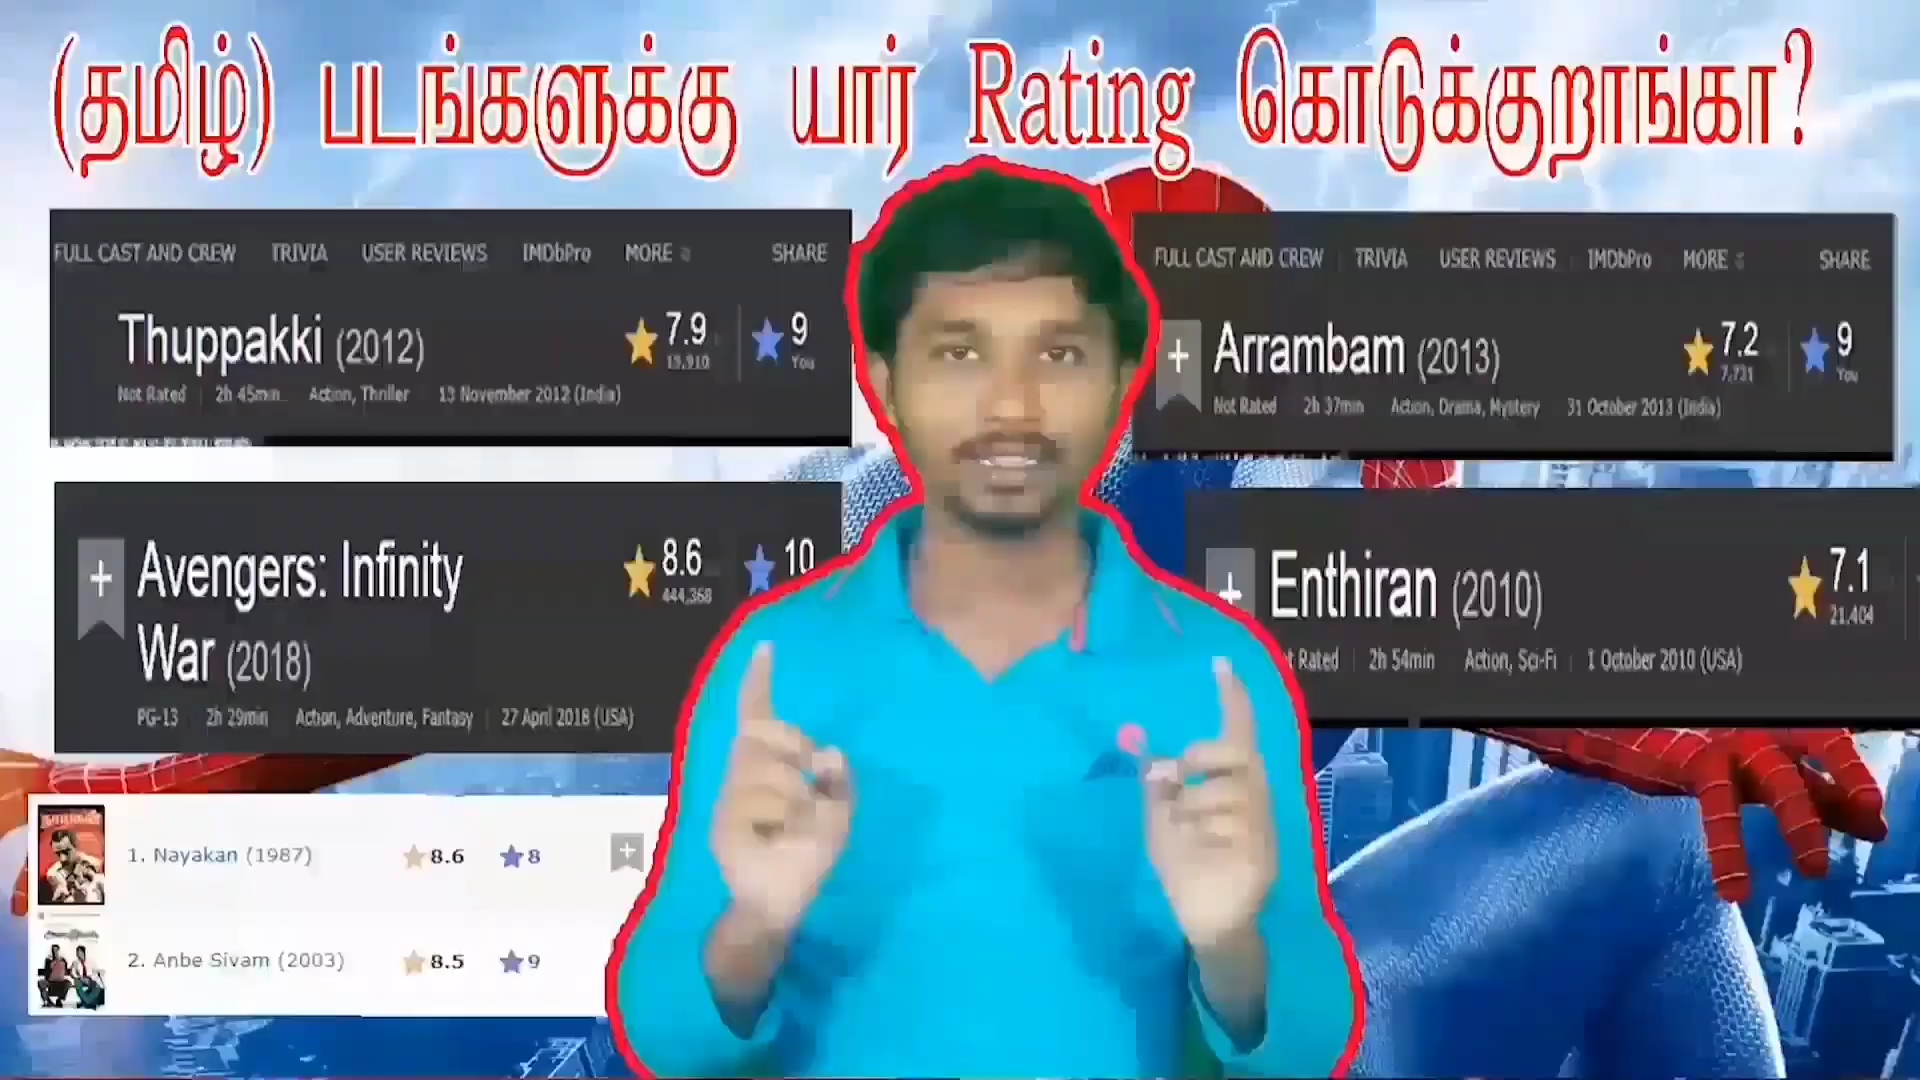 (தமிழ்) படங்களுக்கு யார் Rating கொடுக்குறாங்கா?
FULL CAST AND CREW TRIVIA USER REVIEWS IMDbPro MORE SHARE
Thuppakki (2012) 7.9 9
13,910 You
Not Rated 2h 45min Action, Thriller 13 November 2012 (India)
FULL CAST AND CREW TRIVIA USER REVIEWS IMDbPro MORE SHARE
+ Arrambam (2013) 7.2 9
7,731 You
Not Rated 2h 37min Action, Drama, Mystery 31 October 2013 (India)
+ Avengers: Infinity 8.6 10
444,368
War (2018)
PG-13 2h 29min Action, Adventure, Fantasy 27 April 2018 (USA)
+ Enthiran (2010) 7.1
21,404
t Rated 2h 54min Action, Sci-Fi 1 October 2010 (USA)
நாயகன்
1. Nayakan (1987) 8.6 8 +
2. Anbe Sivam (2003) 8.5 9